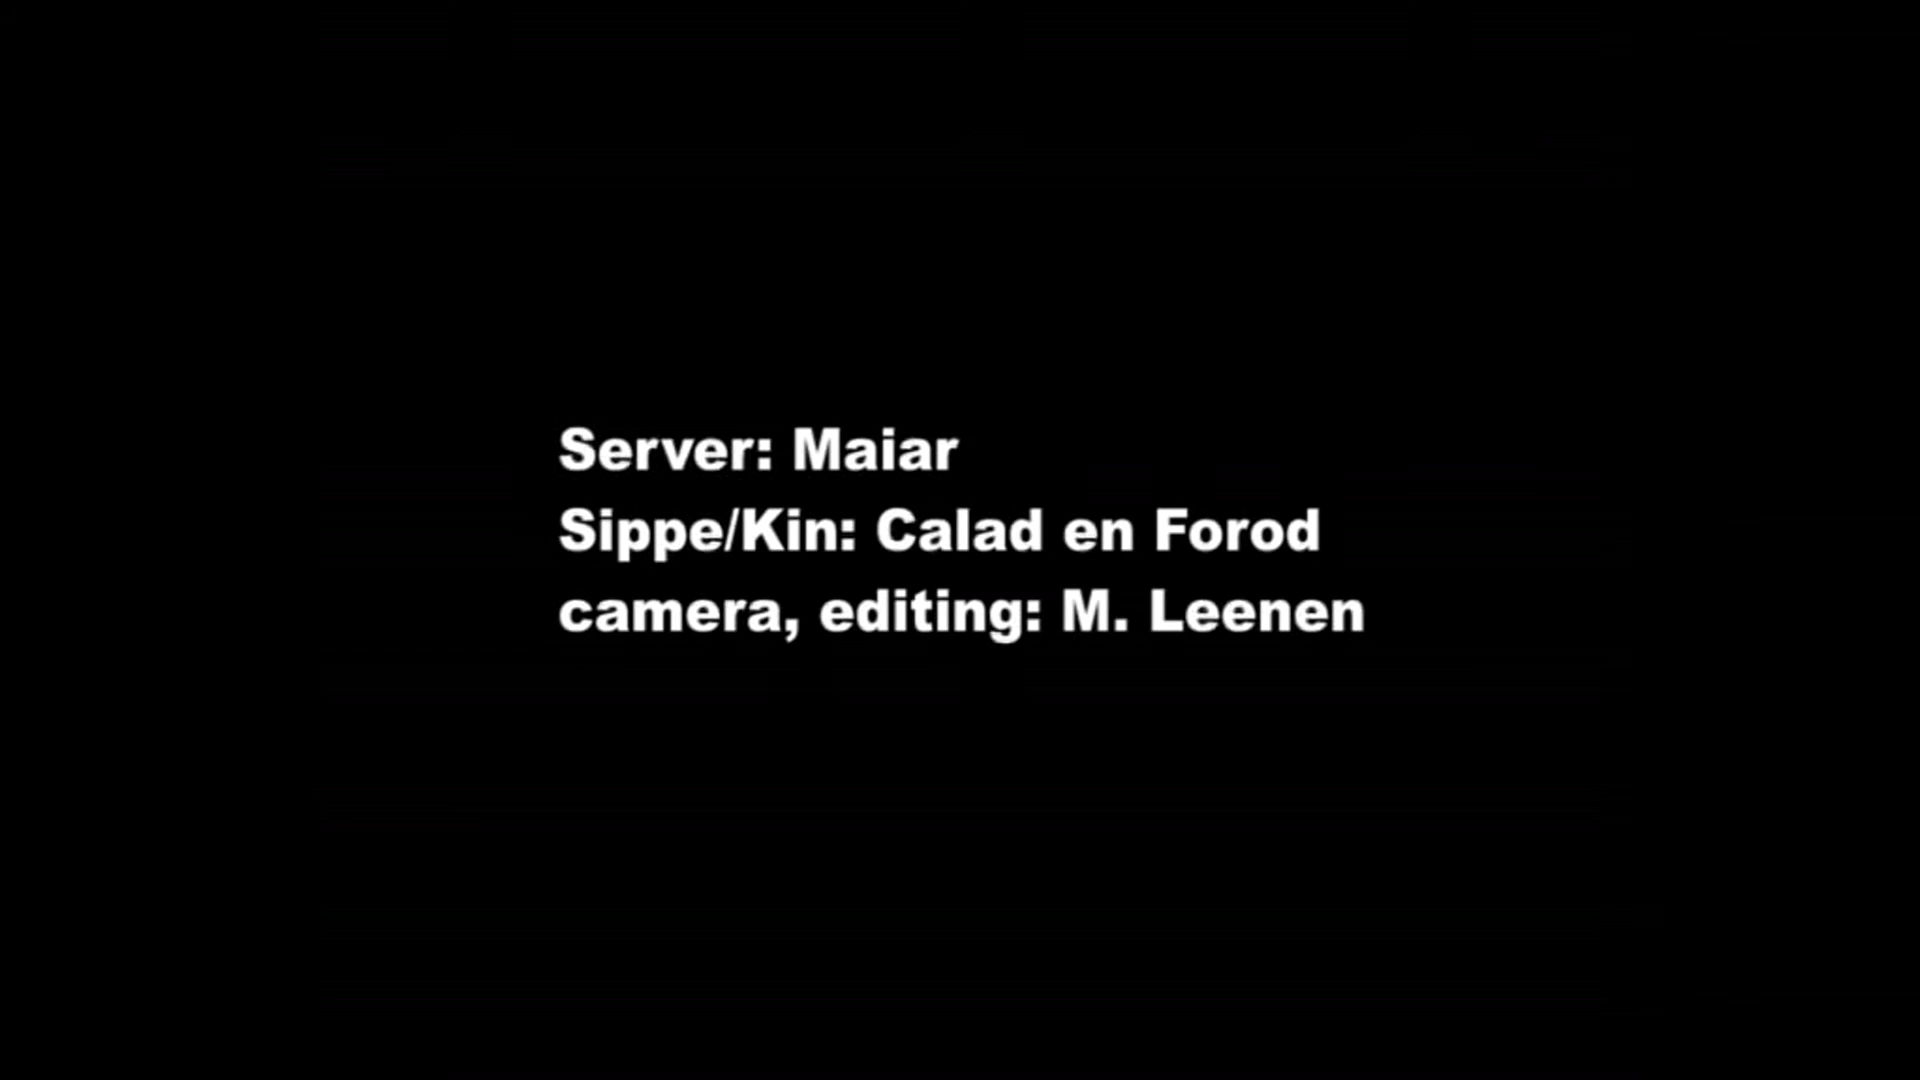 Server: Maiar
Sippe/Kin: Calad en Forod
camera, editing: M. Leenen